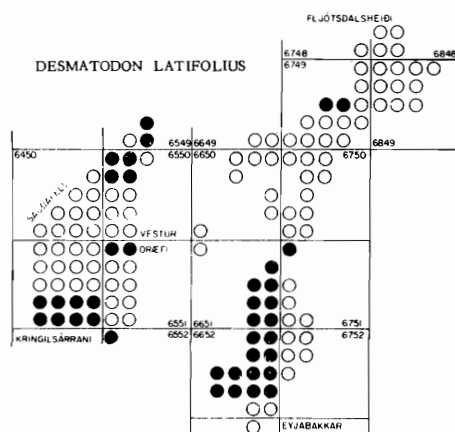 FLJÓTSDALSHEIÐI
6748
6848
6749
DESMATODON LATIFOLIUS
6549 6649
6450
6550 6650
6750
6849
VESTUR
ÖRÆFI
6551 6651
6751
KRINGILSÁRRANI
6552 6652
6752
EYJABAKKAR